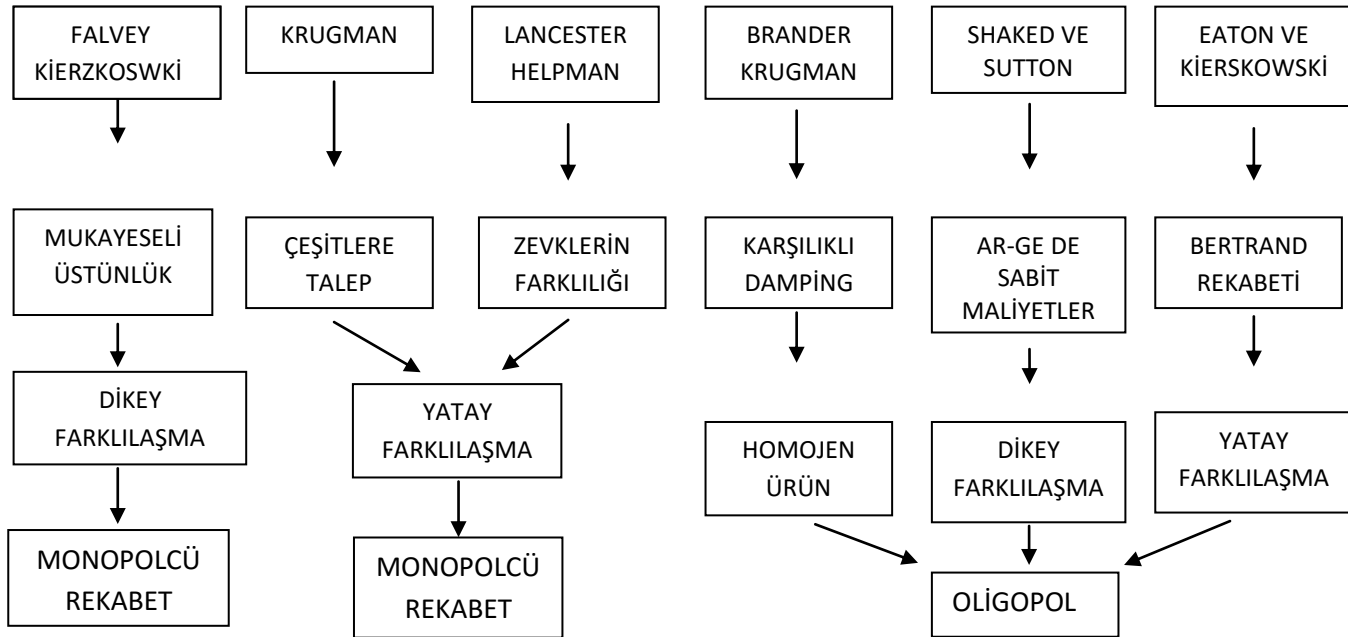 FALVEY
KİERZKOSWKİ
KRUGMAN
LANCESTER
HELPMAN
BRANDER
KRUGMAN
SHAKED VE
SUTTON
EATON VE
KİERSKOWSKİ
MUKAYESELİ
ÜSTÜNLÜK
ÇEŞİTLERE
TALEP
ZEVKLERİN
FARKLILIĞI
KARŞILIKLI
DAMPİNG
AR-GE DE
SABİT
MALİYETLER
BERTRAND
REKABETİ
DİKEY
FARKLILAŞMA
YATAY
FARKLILAŞMA
HOMOJEN
ÜRÜN
DİKEY
FARKLILAŞMA
YATAY
FARKLILAŞMA
MONOPOLCÜ
REKABET
MONOPOLCÜ
REKABET
OLİGOPOL